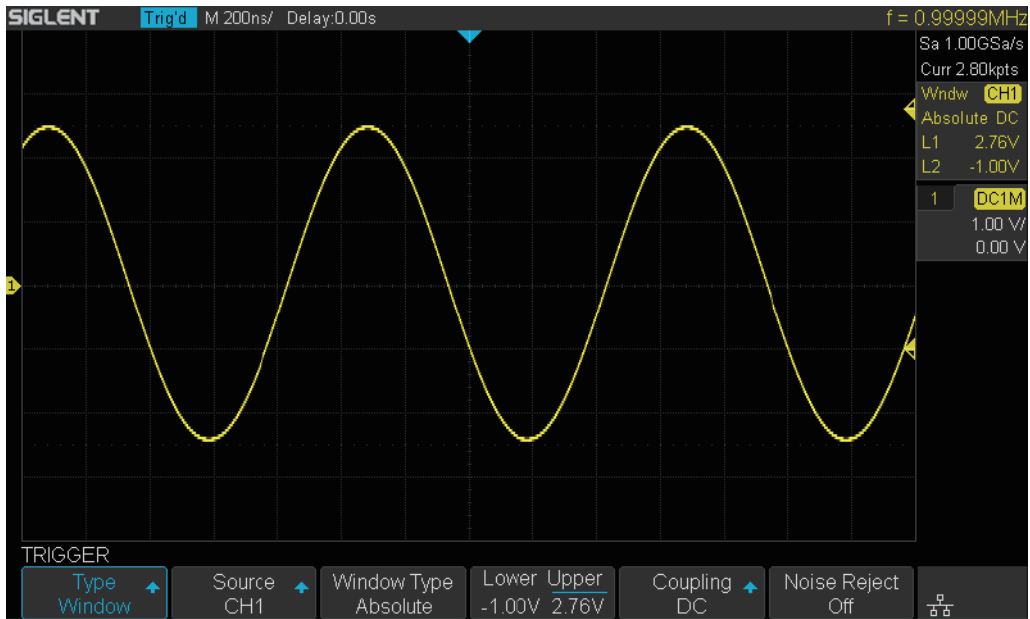 SIGLENT Trig'd M 200ns/ Delay:0.00s f = 0.99999MHz
Sa 1.00GSa/s
Curr 2.80kpts
Wndw CH1
Absolute DC
L1 2.76V
L2 -1.00V
1 DC1M
1.00 V/
0.00 V
1
TRIGGER
Type Source Window Type Lower Upper Coupling Noise Reject
Window CH1 Absolute -1.00V 2.76V DC Off